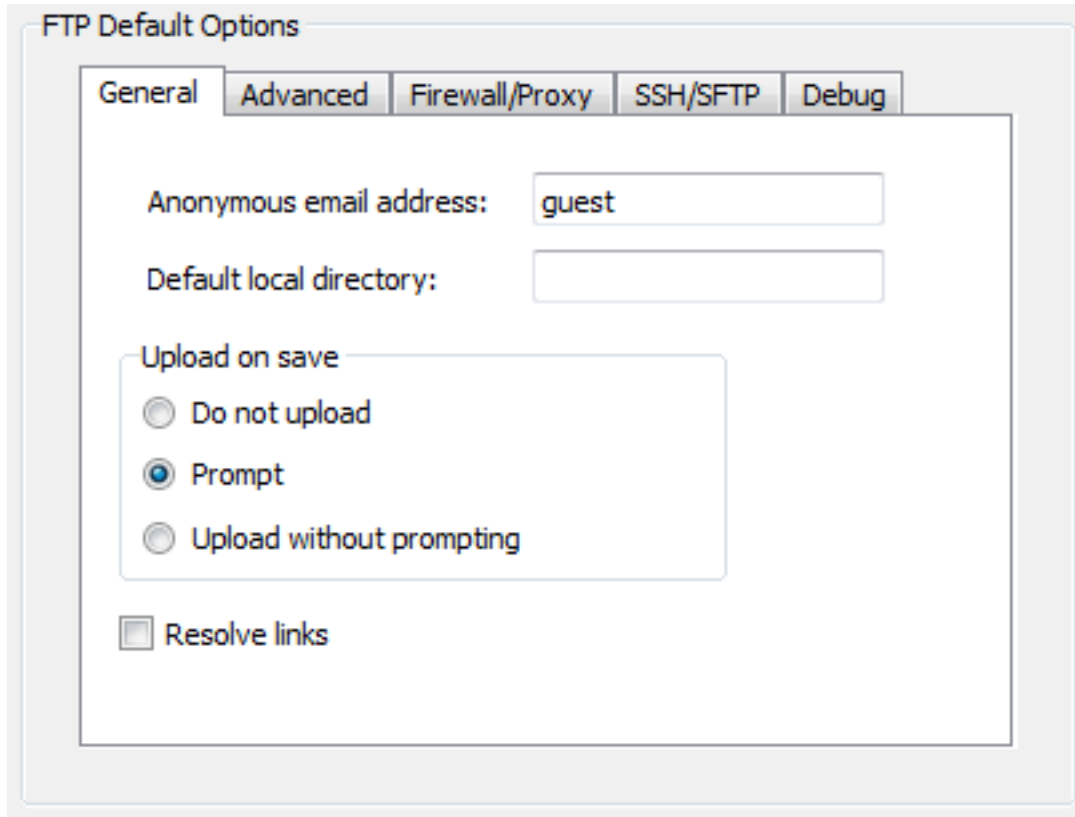 FTP Default Options
General Advanced Firewall/Proxy SSH/SFTP Debug
Anonymous email address: guest
Default local directory:
Upload on save
Do not upload
Prompt
Upload without prompting
Resolve links